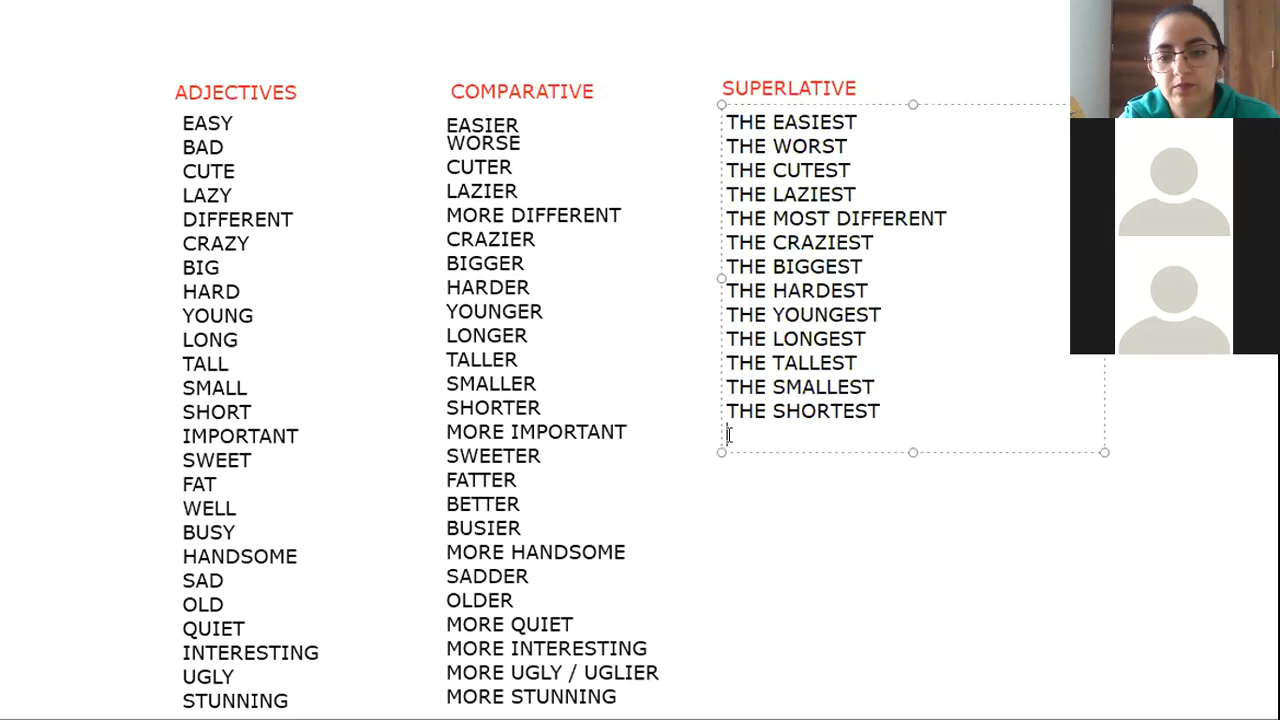 ADJECTIVES
EASY
BAD
CUTE
LAZY
DIFFERENT
CRAZY
BIG
HARD
YOUNG
LONG
TALL
SMALL
SHORT
IMPORTANT
SWEET
FAT
WELL
BUSY
HANDSOME
SAD
OLD
QUIET
INTERESTING
UGLY
STUNNING
COMPARATIVE
EASIER
WORSE
CUTER
LAZIER
MORE DIFFERENT
CRAZIER
BIGGER
HARDER
YOUNGER
LONGER
TALLER
SMALLER
SHORTER
MORE IMPORTANT
SWEETER
FATTER
BETTER
BUSIER
MORE HANDSOME
SADDER
OLDER
MORE QUIET
MORE INTERESTING
MORE UGLY / UGLIER
MORE STUNNING
SUPERLATIVE
THE EASIEST
THE WORST
THE CUTEST
THE LAZIEST
THE MOST DIFFERENT
THE CRAZIEST
THE BIGGEST
THE HARDEST
THE YOUNGEST
THE LONGEST
THE TALLEST
THE SMALLEST
THE SHORTEST